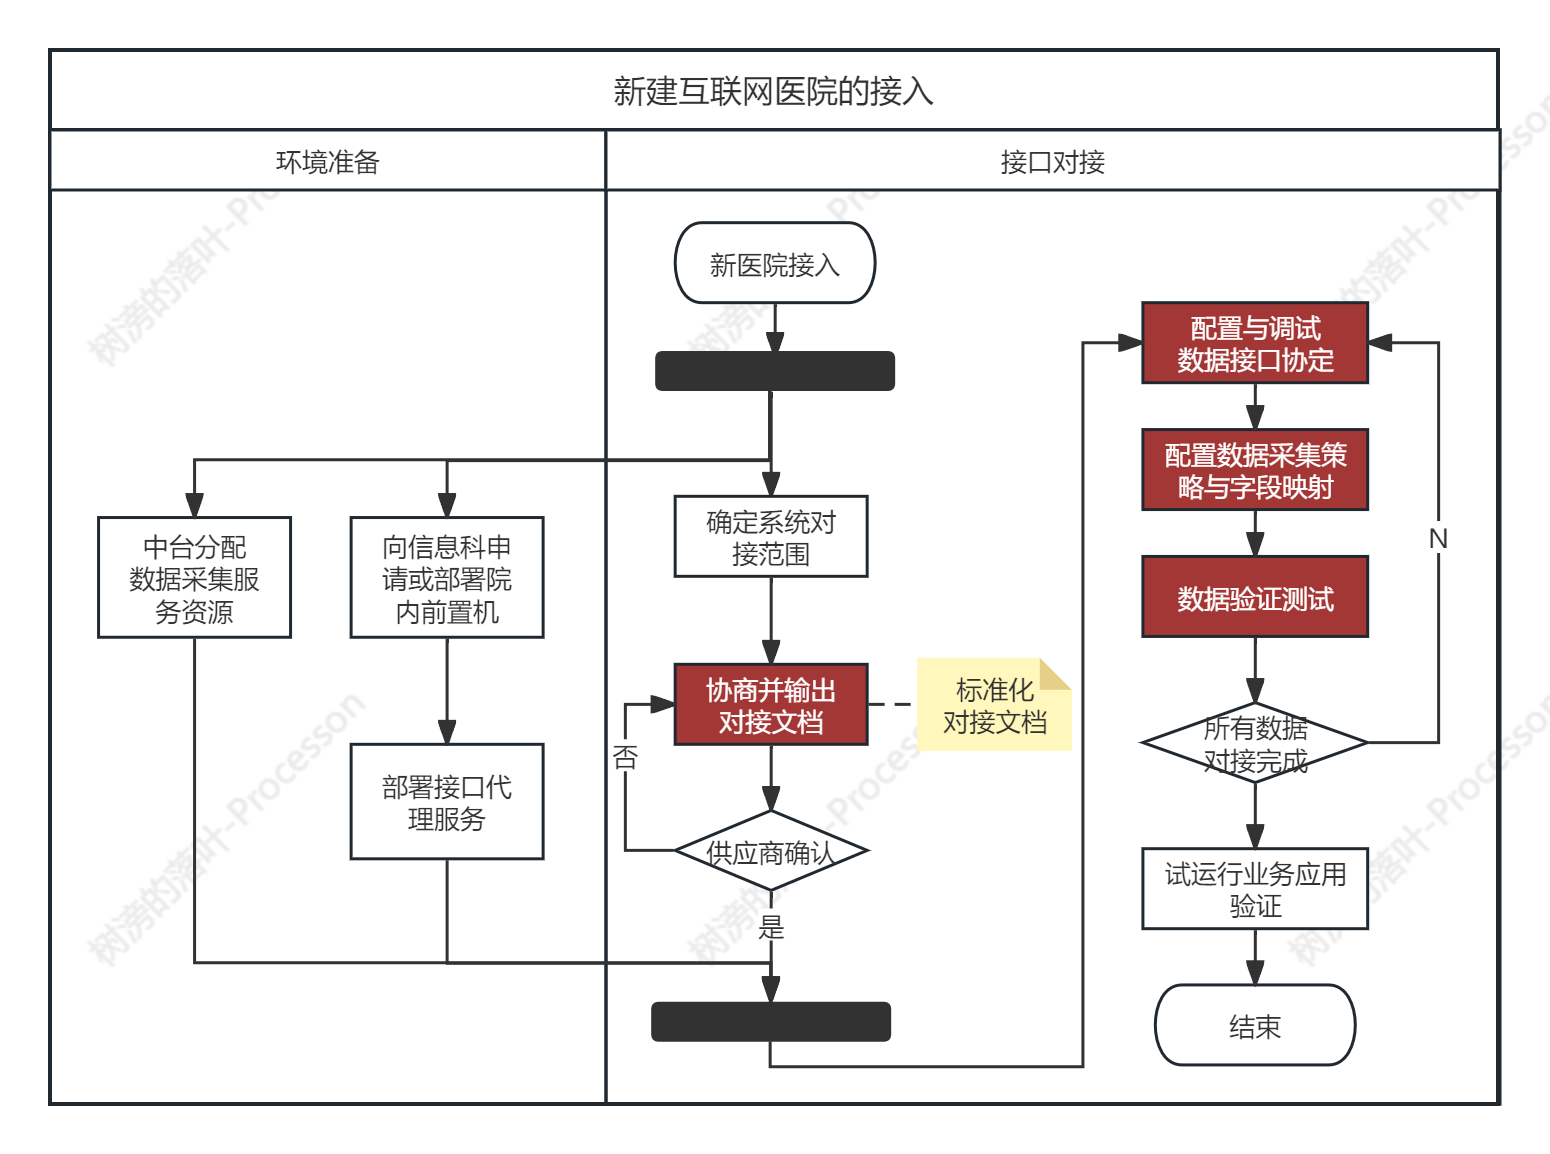 新建互联网医院的接入
环境准备
接口对接
新医院接入
中台分配
数据采集服
务资源
向信息科申
请或部署院
内前置机
部署接口代
理服务
确定系统对
接范围
协商并输出
对接文档
标准化
对接文档
否
供应商确认
是
配置与调试
数据接口协定
配置数据采集策
略与字段映射
数据验证测试
N
所有数据
对接完成
试运行业务应用
验证
结束
树滂的落叶-Processon
树滂的落叶-Processon